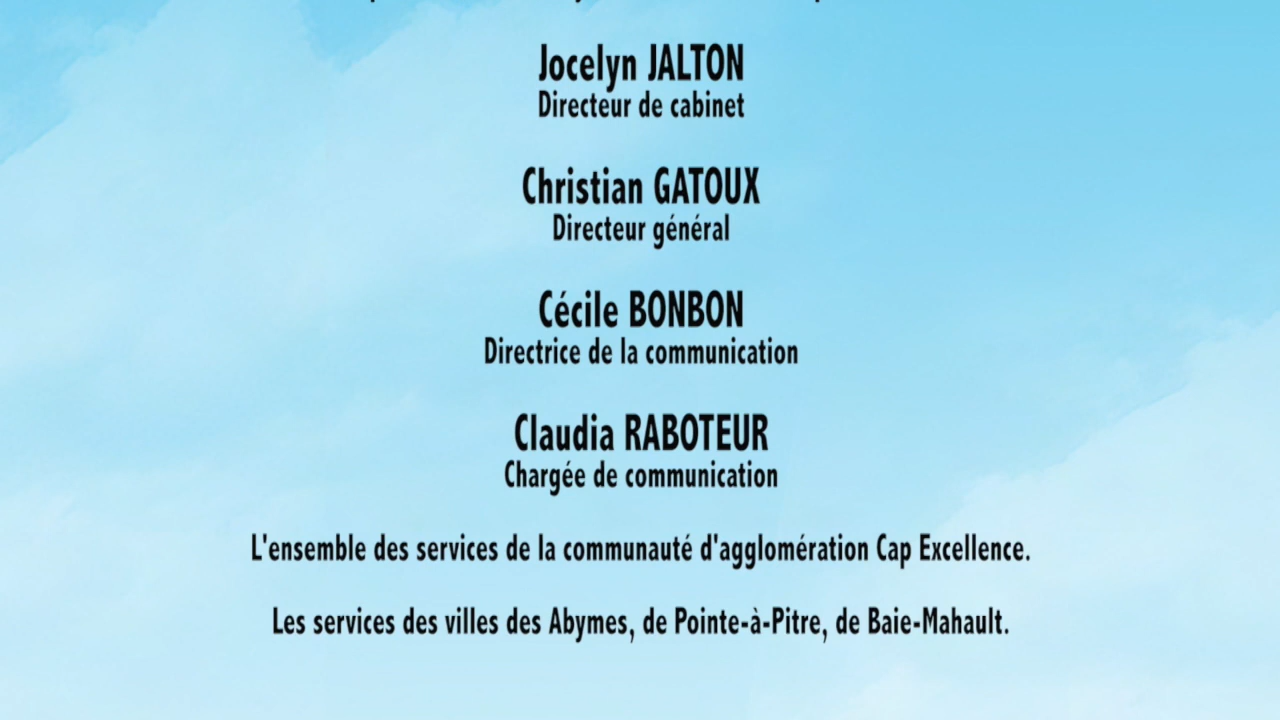 Jocelyn JALTON
Directeur de cabinet
Christian GATOUX
Directeur général
Cécile BONBON
Directrice de la communication
Claudia RABOTEUR
Chargée de communication
L'ensemble des services de la communauté d'agglomération Cap Excellence.
Les services des villes des Abymes, de Pointe-à-Pitre, de Baie-Mahault.